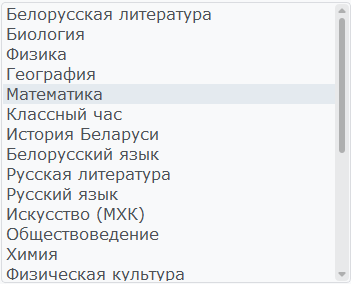 Белорусская литература
Биология
Физика
География
Математика
Классный час
История Беларуси
Белорусский язык
Русская литература
Русский язык
Искусство (МХК)
Обществоведение
Химия
Физическая культура